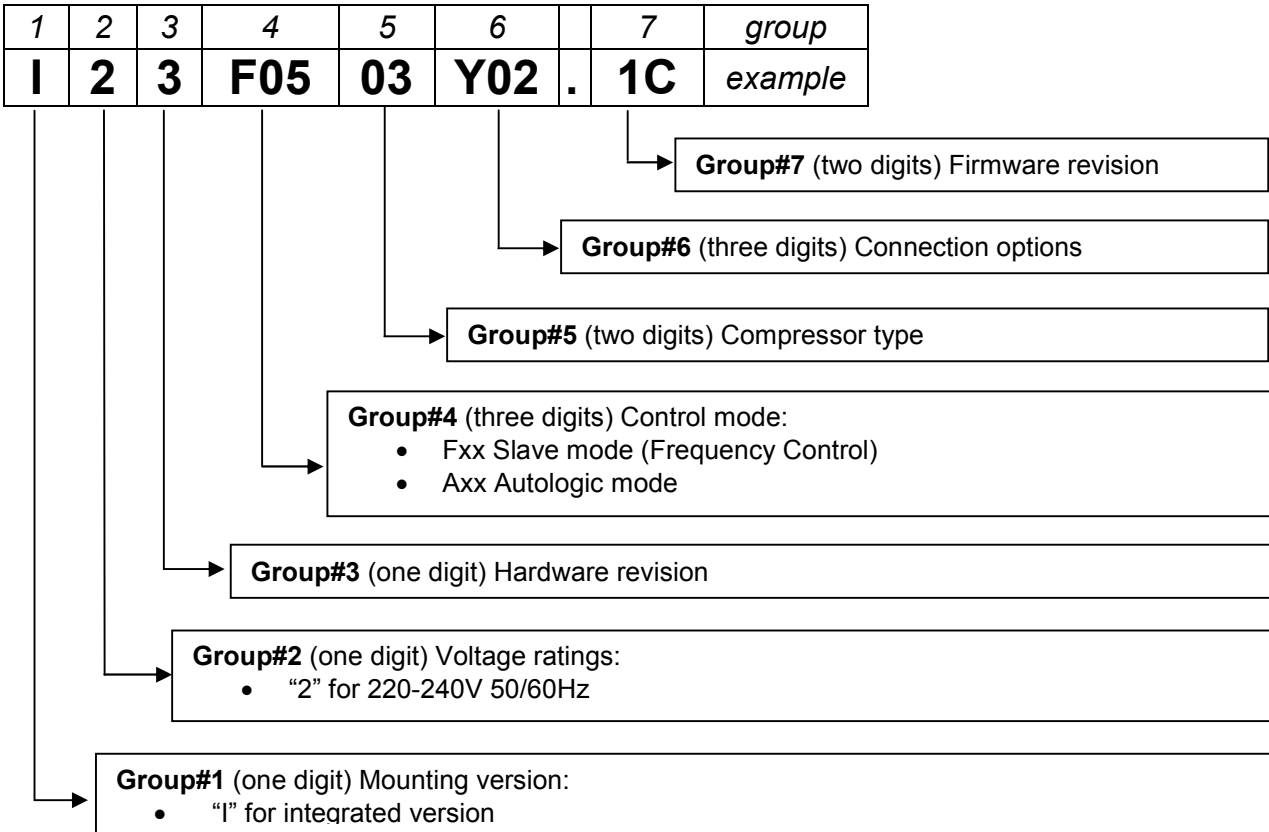 1 2 3 4 5 6 7 group
I 2 3 F05 03 Y02 . 1C example
Group#7 (two digits) Firmware revision
Group#6 (three digits) Connection options
Group#5 (two digits) Compressor type
Group#4 (three digits) Control mode:
• Fxx Slave mode (Frequency Control)
• Axx Autologic mode
Group#3 (one digit) Hardware revision
Group#2 (one digit) Voltage ratings:
• “2” for 220-240V 50/60Hz
Group#1 (one digit) Mounting version:
• “I” for integrated version